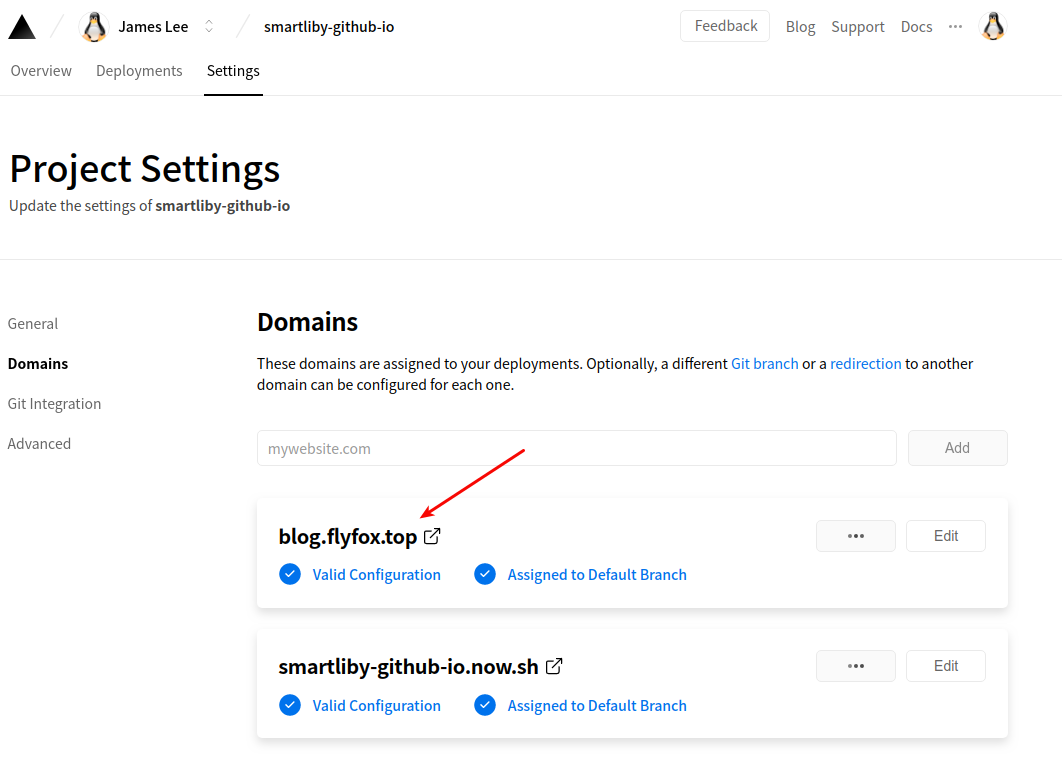 James Lee smartliby-github-io Feedback Blog Support Docs ···
Overview Deployments Settings
Project Settings
Update the settings of smartliby-github-io
General
Domains
Git Integration
Advanced
Domains
These domains are assigned to your deployments. Optionally, a different Git branch or a redirection to another
domain can be configured for each one.
mywebsite.com Add
blog.flyfox.top ••• Edit
Valid Configuration Assigned to Default Branch
smartliby-github-io.now.sh ••• Edit
Valid Configuration Assigned to Default Branch